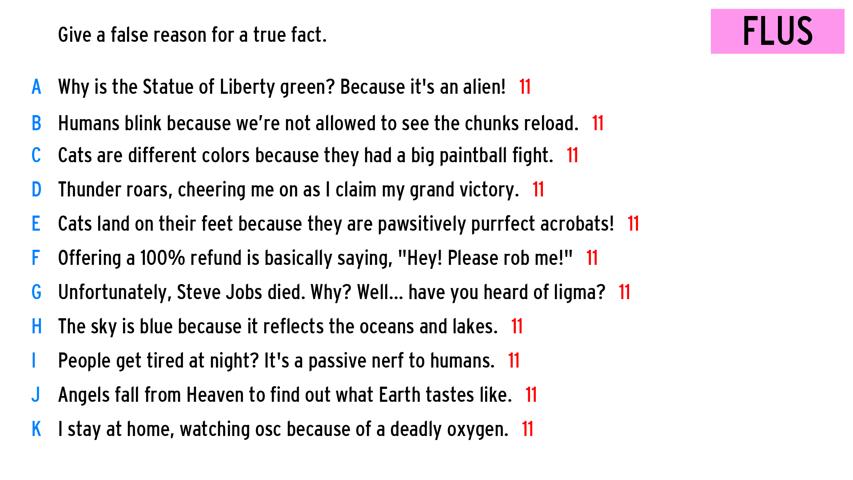 FLUS
Give a false reason for a true fact.
A Why is the Statue of Liberty green? Because it's an alien! 11
B Humans blink because we’re not allowed to see the chunks reload. 11
C Cats are different colors because they had a big paintball fight. 11
D Thunder roars, cheering me on as I claim my grand victory. 11
E Cats land on their feet because they are pawsitively purrfect acrobats! 11
F Offering a 100% refund is basically saying, "Hey! Please rob me!" 11
G Unfortunately, Steve Jobs died. Why? Well... have you heard of ligma? 11
H The sky is blue because it reflects the oceans and lakes. 11
I People get tired at night? It's a passive nerf to humans. 11
J Angels fall from Heaven to find out what Earth tastes like. 11
K I stay at home, watching osc because of a deadly oxygen. 11